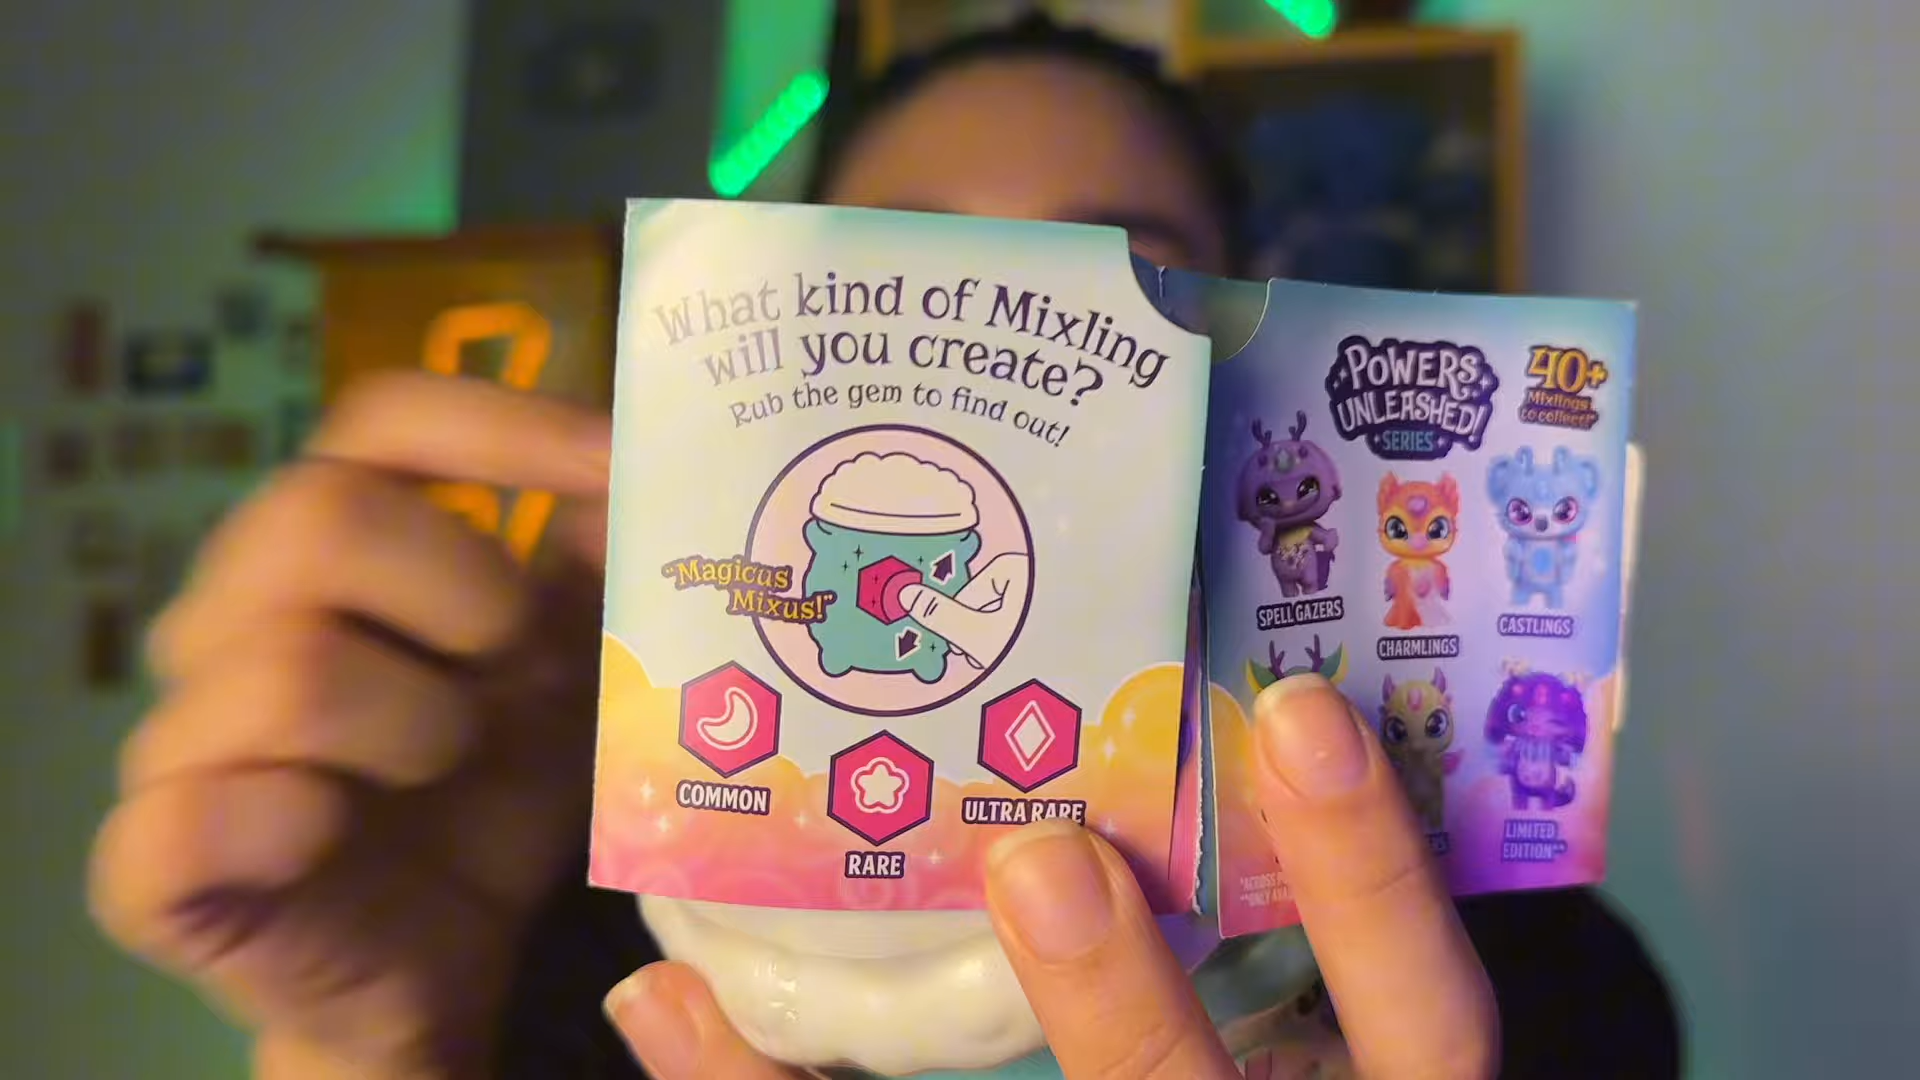 What kind of Mixling
will you create?
Rub the gem to find out!
"Magicus
Mixus!"
COMMON
RARE
ULTRA RARE
POWERS
UNLEASHED!
SERIES
40+
Mixlings
to collect!*
SPELL GAZERS
CHARMLINGS
CASTLINGS
LIMITED
EDITION**
*ACROSS